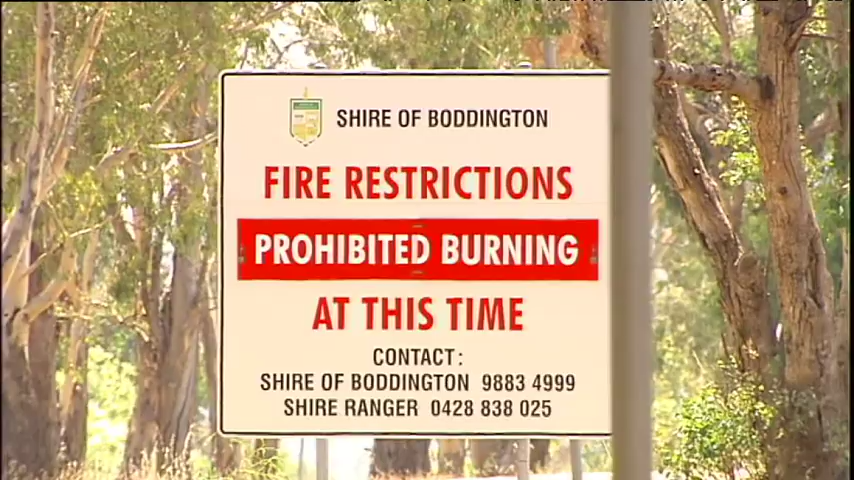 SHIRE OF BODDINGTON
FIRE RESTRICTIONS
PROHIBITED BURNING
AT THIS TIME
CONTACT:
SHIRE OF BODDINGTON 9883 4999
SHIRE RANGER 0428 838 025